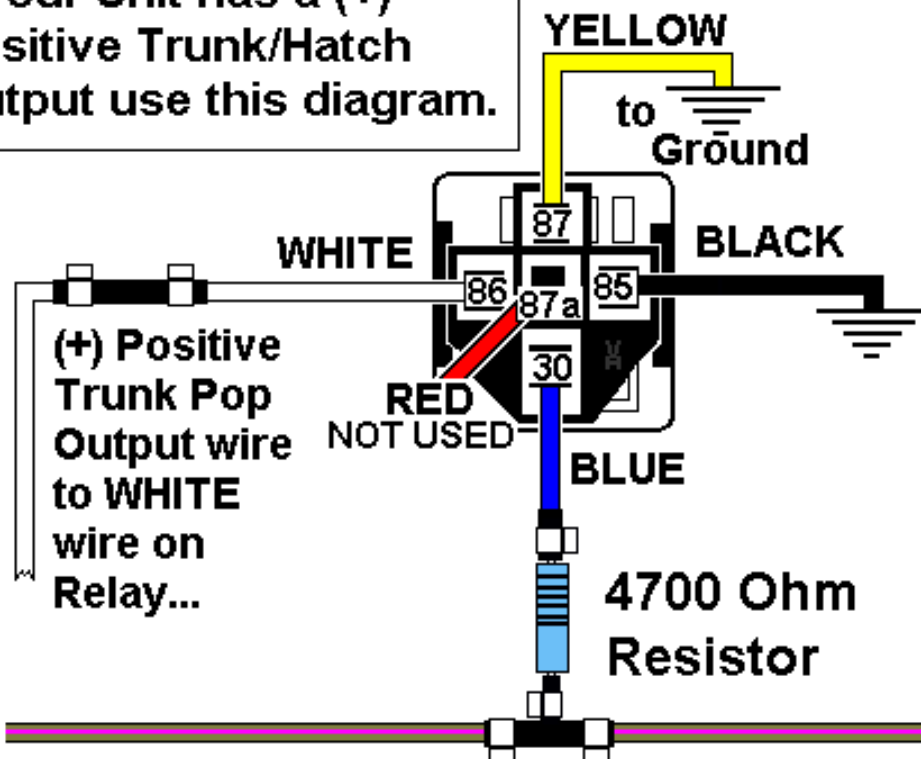 sitive Trunk/Hatch
utput use this diagram.
YELLOW
to
Ground
87
WHITE
BLACK
86
87a
85
30
RED
NOT USED
BLUE
(+) Positive
Trunk Pop
Output wire
to WHITE
wire on
Relay...
4700 Ohm
Resistor